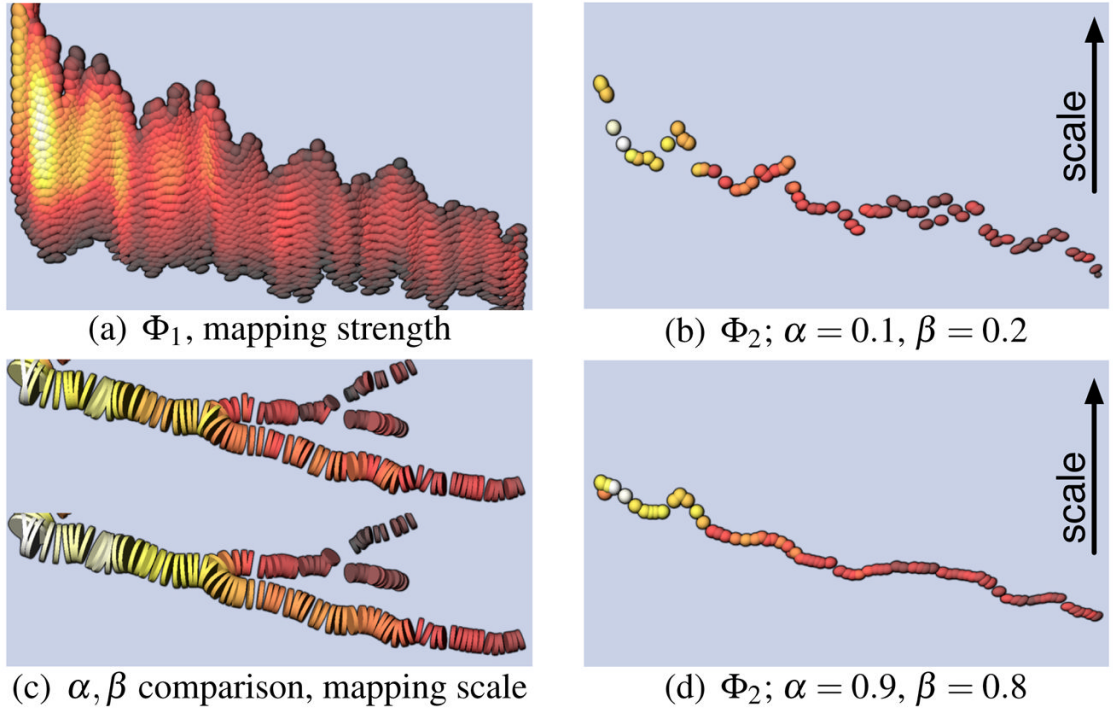 scale
(a) Φ₁, mapping strength
(b) Φ₂; α = 0.1, β = 0.2
scale
(c) α, β comparison, mapping scale
(d) Φ₂; α = 0.9, β = 0.8